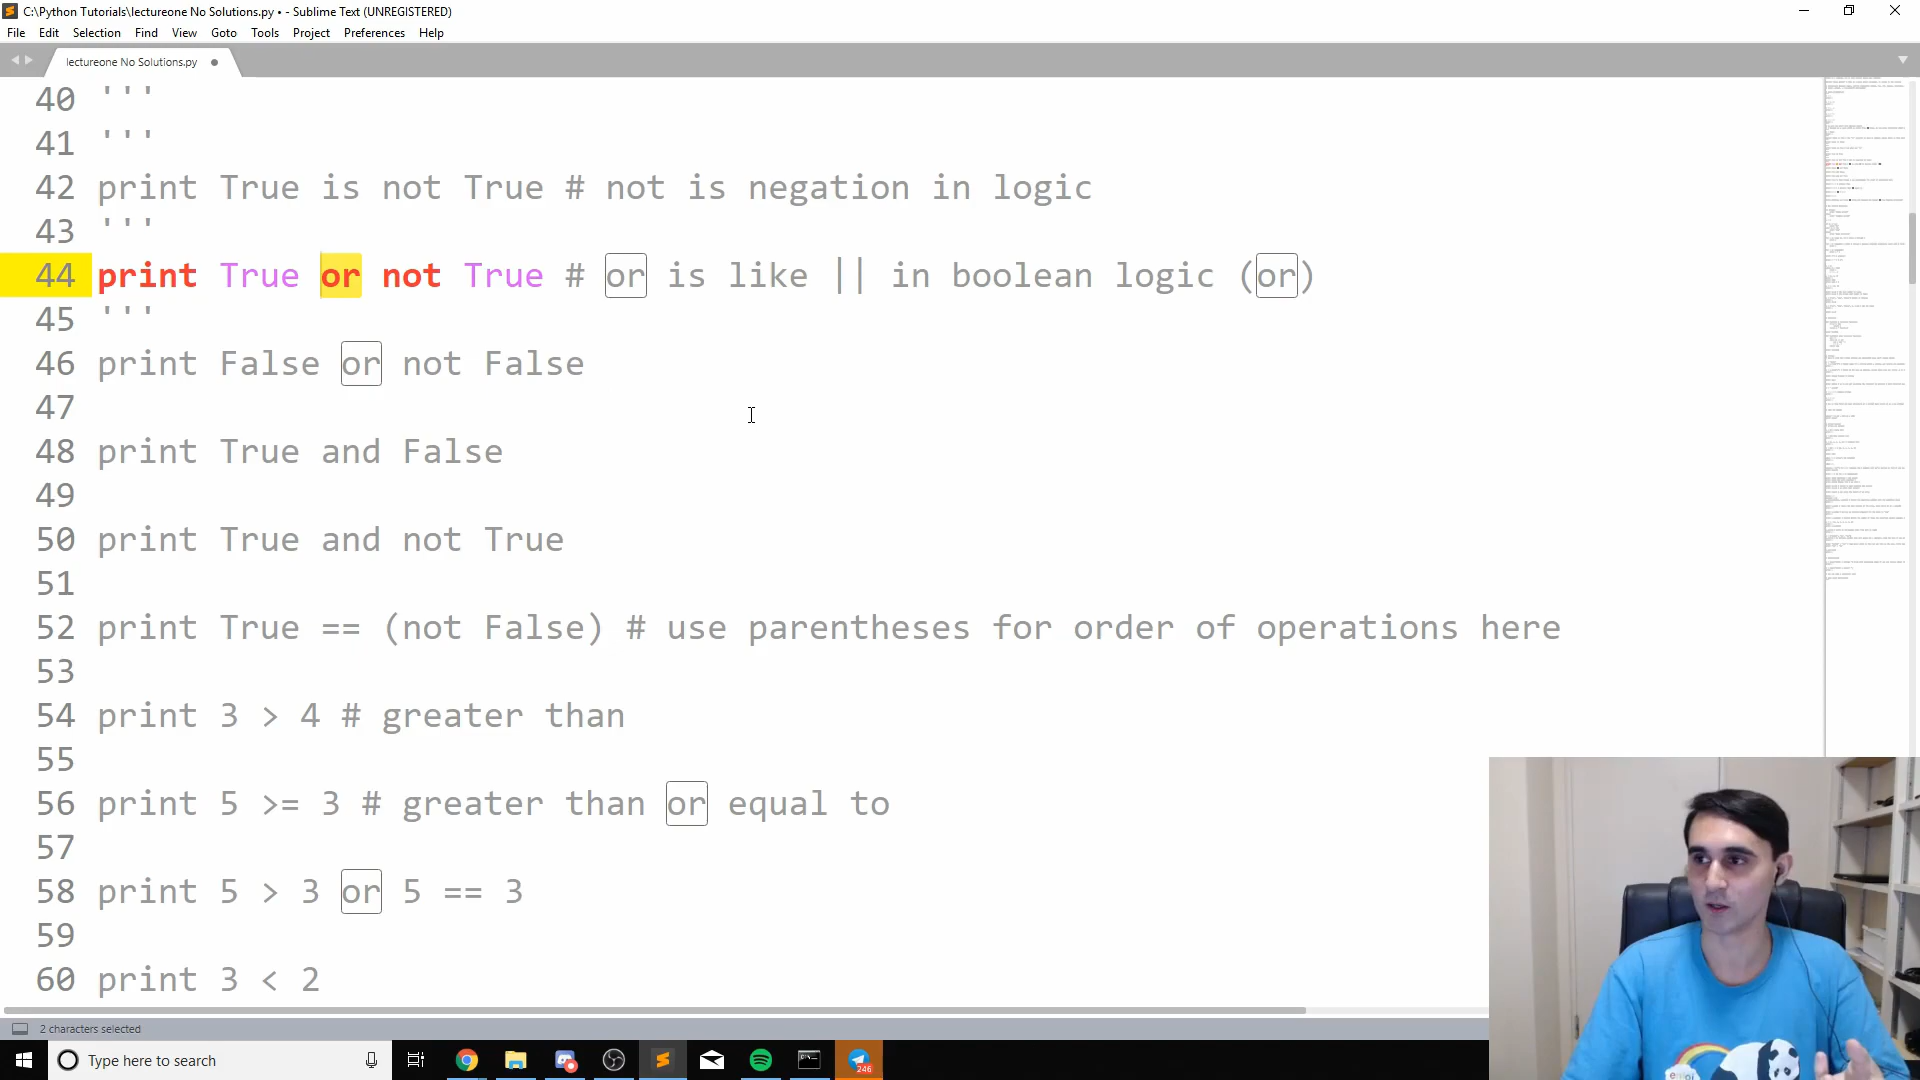 C:\Python Tutorials\lectureone No Solutions.py • - Sublime Text (UNREGISTERED)
File Edit Selection Find View Goto Tools Project Preferences Help
lectureone No Solutions.py
40 '''
41 '''
42 print True is not True # not is negation in logic
43 '''
44 print True or not True # or is like || in boolean logic (or)
45 '''
46 print False or not False
47
48 print True and False
49
50 print True and not True
51
52 print True == (not False) # use parentheses for order of operations here
53
54 print 3 > 4 # greater than
55
56 print 5 >= 3 # greater than or equal to
57
58 print 5 > 3 or 5 == 3
59
60 print 3 < 2
2 characters selected
Type here to search
246